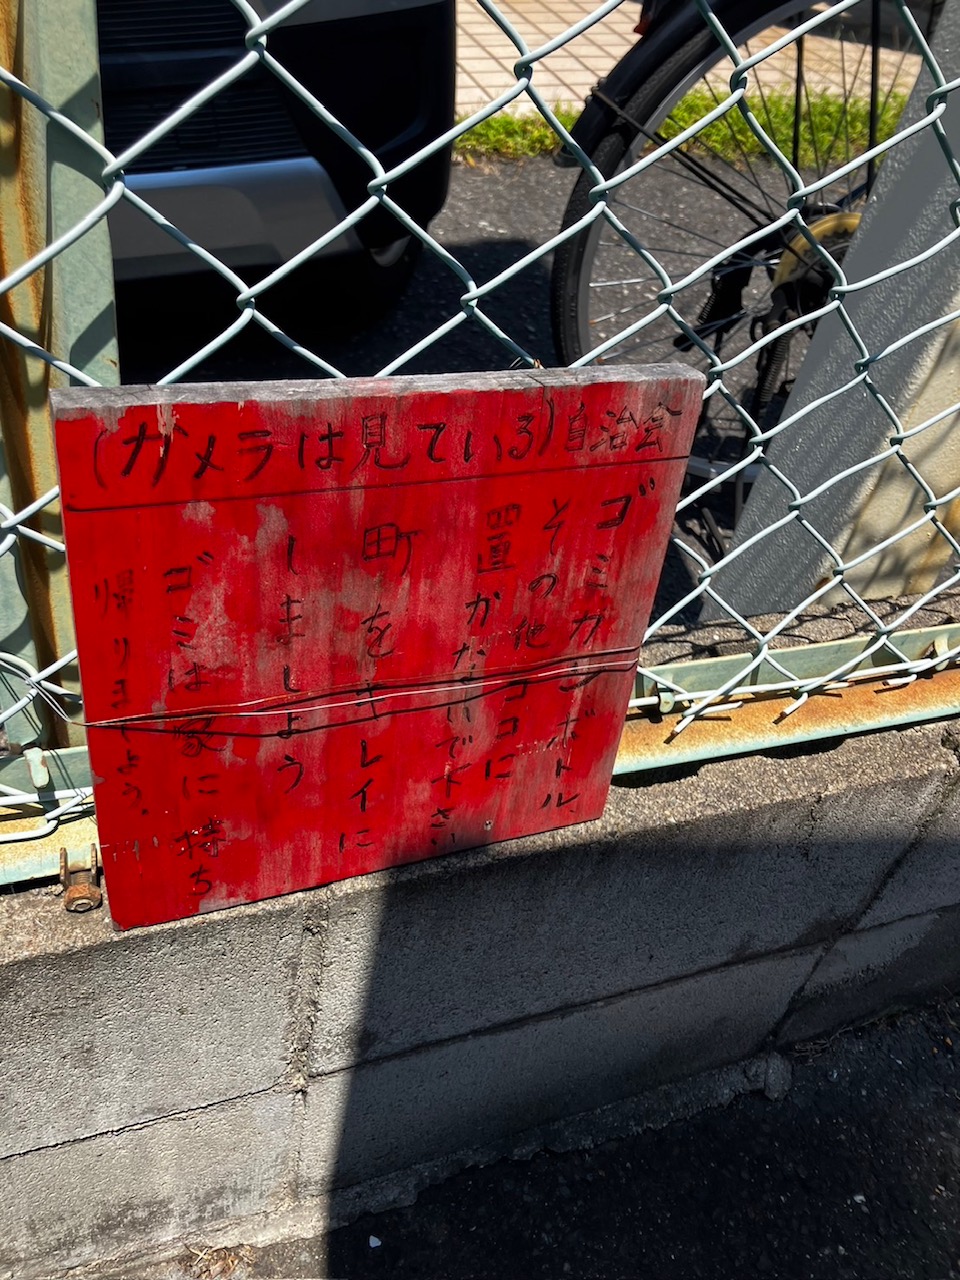 (カメラは見ている)自治会
ゴミカンボトル、
その他ココに
置かないで下さい
町をキレイに
しましょう
ゴミは家に持ち
帰りましょう。